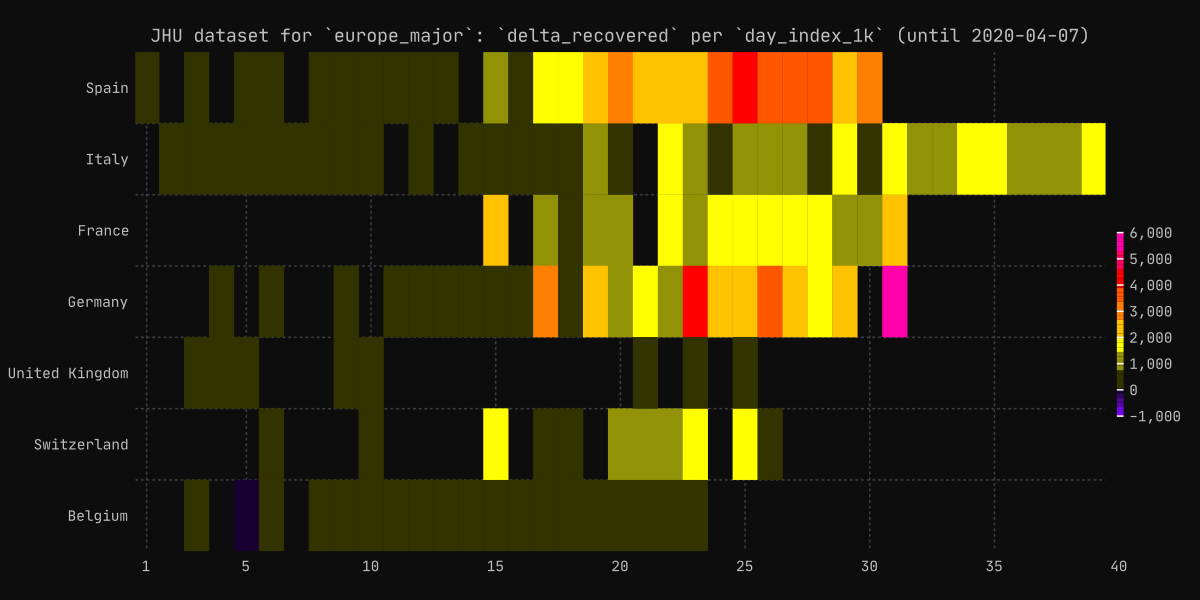 JHU dataset for `europe_major`: `delta_recovered` per `day_index_1k` (until 2020-04-07)
Spain
Italy
France
Germany
United Kingdom
Switzerland
Belgium
1 5 10 15 20 25 30 35 40
6,000
5,000
4,000
3,000
2,000
1,000
0
−1,000